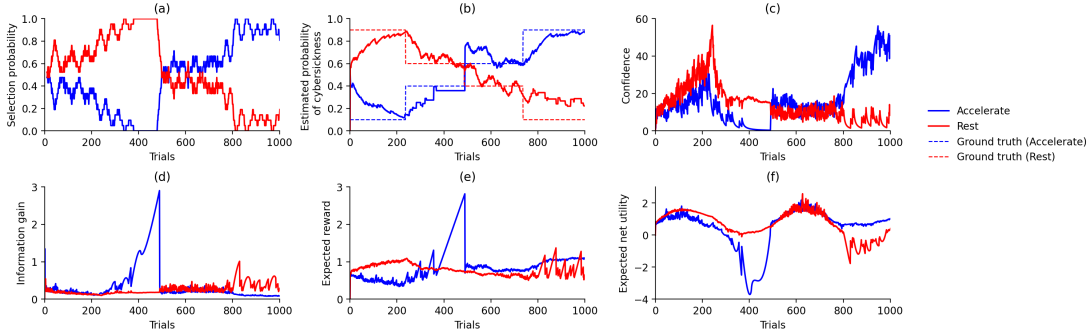 (a)
Selection probability
1.0
0.8
0.6
0.4
0.2
0.0
0 200 400 600 800 1000
Trials
(b)
Estimated probability
of cybersickness
1.0
0.8
0.6
0.4
0.2
0.0
0 200 400 600 800 1000
Trials
(c)
Confidence
60
40
20
0
0 200 400 600 800 1000
Trials
Accelerate
Rest
Ground truth (Accelerate)
Ground truth (Rest)
(d)
Information gain
3
2
1
0
0 200 400 600 800 1000
Trials
(e)
Expected reward
3
2
1
0
0 200 400 600 800 1000
Trials
(f)
Expected net utility
2
0
−2
−4
0 200 400 600 800 1000
Trials